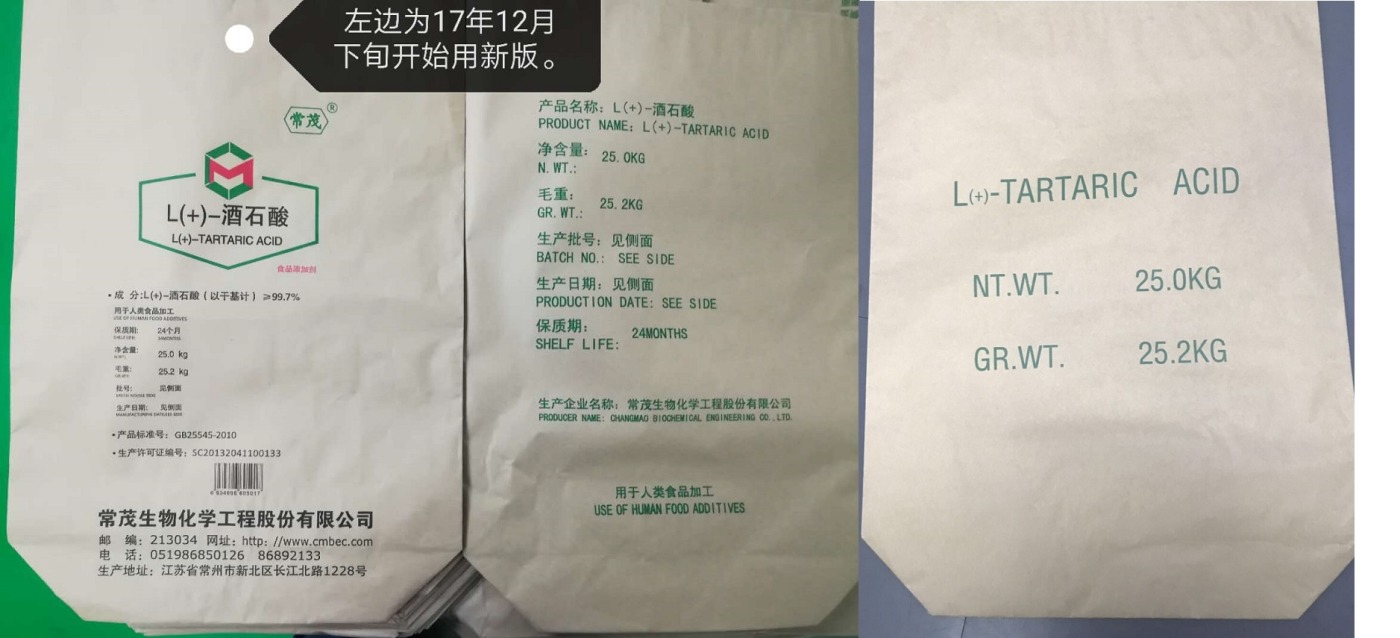 左边为17年12月
下旬开始用新版。
常茂®
L(+)-酒石酸
L(+)-TARTARIC ACID
食品添加剂
·成 分:L(+)-酒石酸(以干基计) ≥99.7%
用于人类食品加工
USE OF HUMAN FOOD ADDITIVES
保质期: 24个月
24MONTHS
净含量: 25.0 kg
毛重: 25.2 kg
批号: 见侧面
生产日期: 见侧面
·产品标准号: GB25545-2010
·生产许可证编号: SC20132041100133
常茂生物化学工程股份有限公司
邮 编: 213034 网址: http: //www.cmbec.com
电 话: 051986850126 86892133
生产地址: 江苏省常州市新北区长江北路1228号
产品名称: L(+)-酒石酸
PRODUCT NAME: L(+)-TARTARIC ACID
净含量: 25.0KG
N.WT.:
毛重: 25.2KG
GR.WT.:
生产批号: 见侧面
BATCH NO.: SEE SIDE
生产日期: 见侧面
PRODUCTION DATE: SEE SIDE
保质期: 24MONTHS
SHELF LIFE:
生产企业名称: 常茂生物化学工程股份有限公司
PRODUCER NAME: CHANGMAO BIOCHEMICAL ENGINEERING CO.,LTD.
用于人类食品加工
USE OF HUMAN FOOD ADDITIVES
L(+)-TARTARIC ACID
NT.WT. 25.0KG
GR.WT. 25.2KG